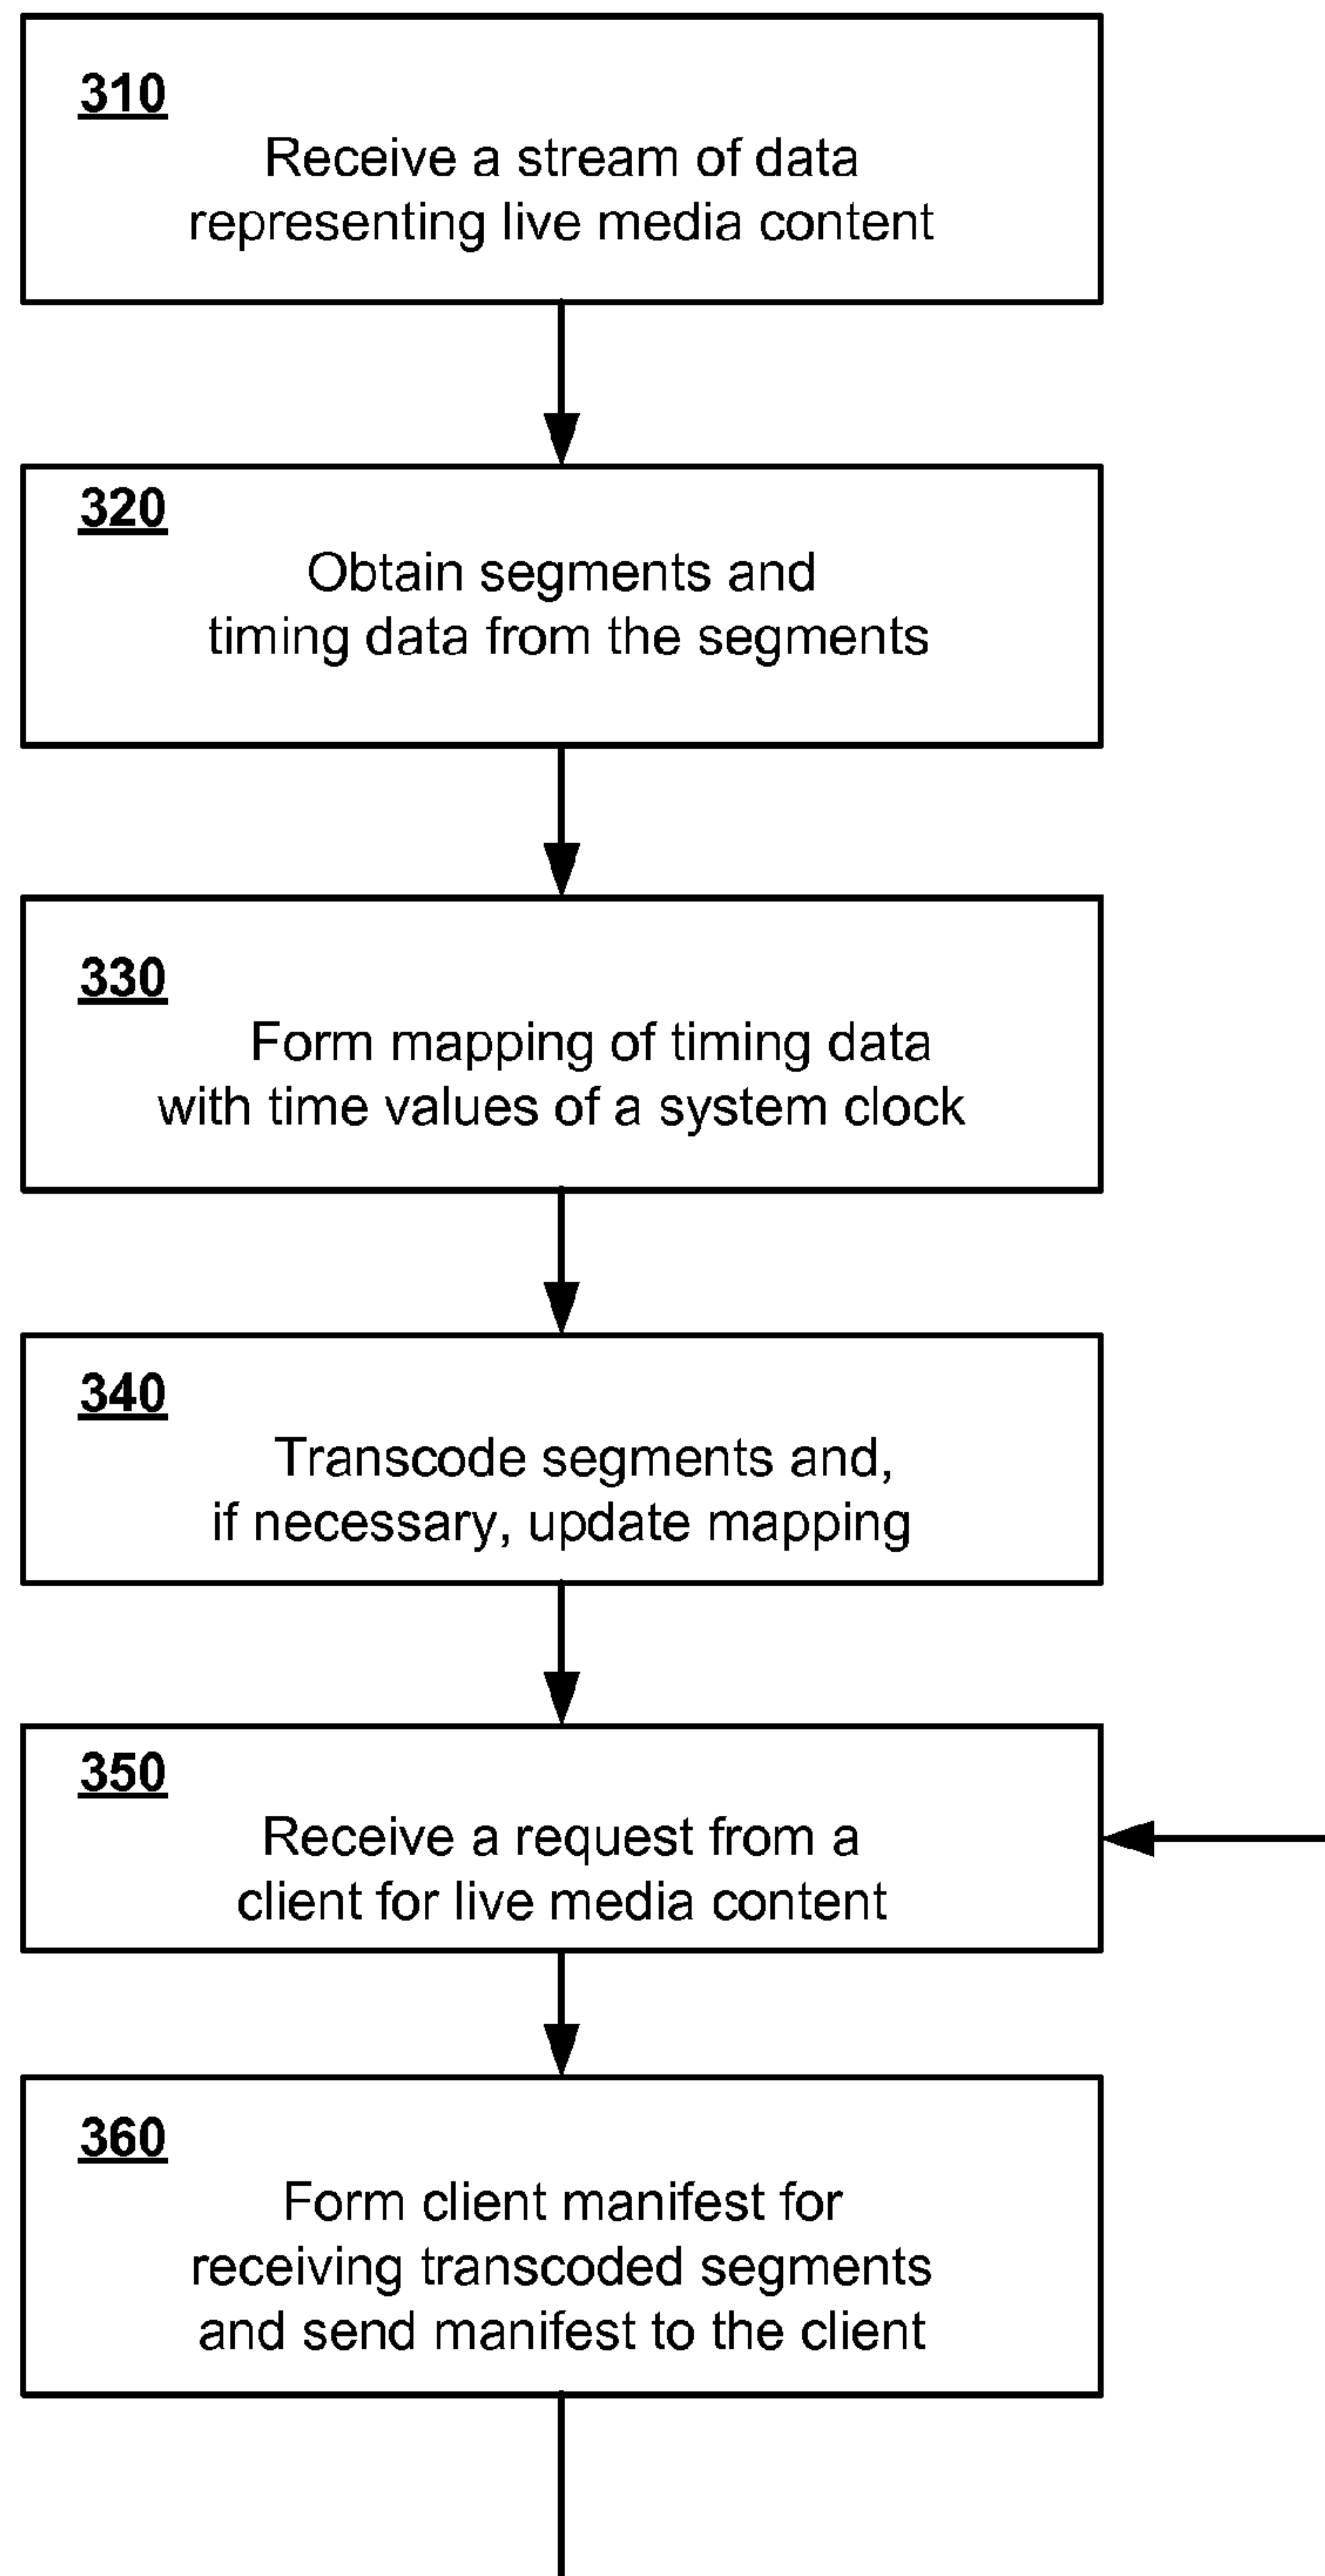 310
Receive a stream of data
representing live media content
320
Obtain segments and
timing data from the segments
330
Form mapping of timing data
with time values of a system clock
340
Transcode segments and,
if necessary, update mapping
350
Receive a request from a
client for live media content
360
Form client manifest for
receiving transcoded segments
and send manifest to the client